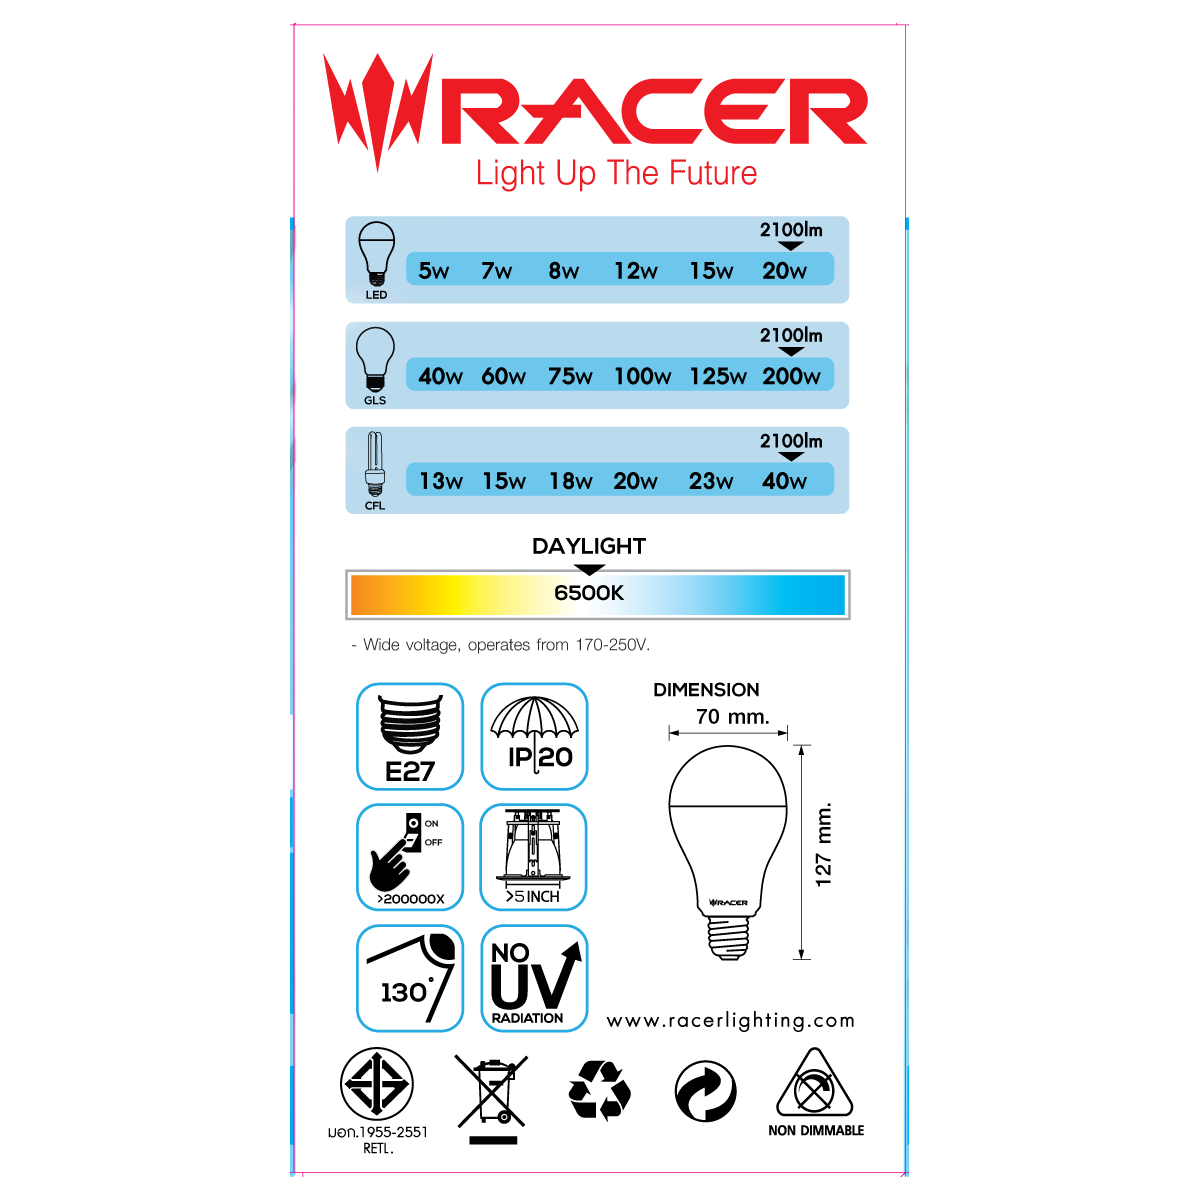 RACER
Light Up The Future
2100lm
5W 7W 8W 12W 15W 20W
LED
2100lm
40W 60W 75W 100W 125W 200W
GLS
2100lm
13W 15W 18W 20W 23W 40W
CFL
DAYLIGHT
6500K
- Wide voltage, operates from 170-250V.
E27
IP 20
DIMENSION
70 mm.
127 mm.
RACER
ON
OFF
>200000X
>5 INCH
130°
NO
UV
RADIATION
www.racerlighting.com
มอก.1955-2551
RETL.
NON DIMMABLE